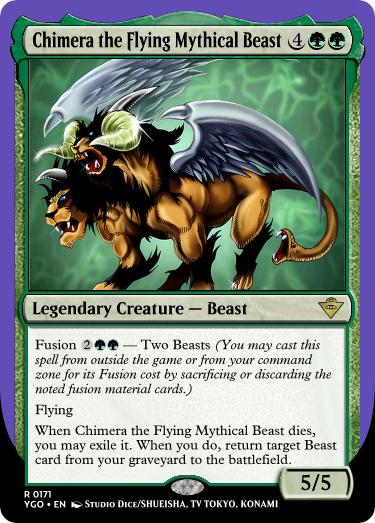 Chimera the Flying Mythical Beast 4
Legendary Creature — Beast
Fusion 2 — Two Beasts (You may cast this
spell from outside the game or from your command
zone for its Fusion cost by sacrificing or discarding the
noted fusion material cards.)
Flying
When Chimera the Flying Mythical Beast dies,
you may exile it. When you do, return target Beast
card from your graveyard to the battlefield.
5/5
R 0171
YGO • EN Studio Dice/SHUEISHA, TV TOKYO, KONAMI